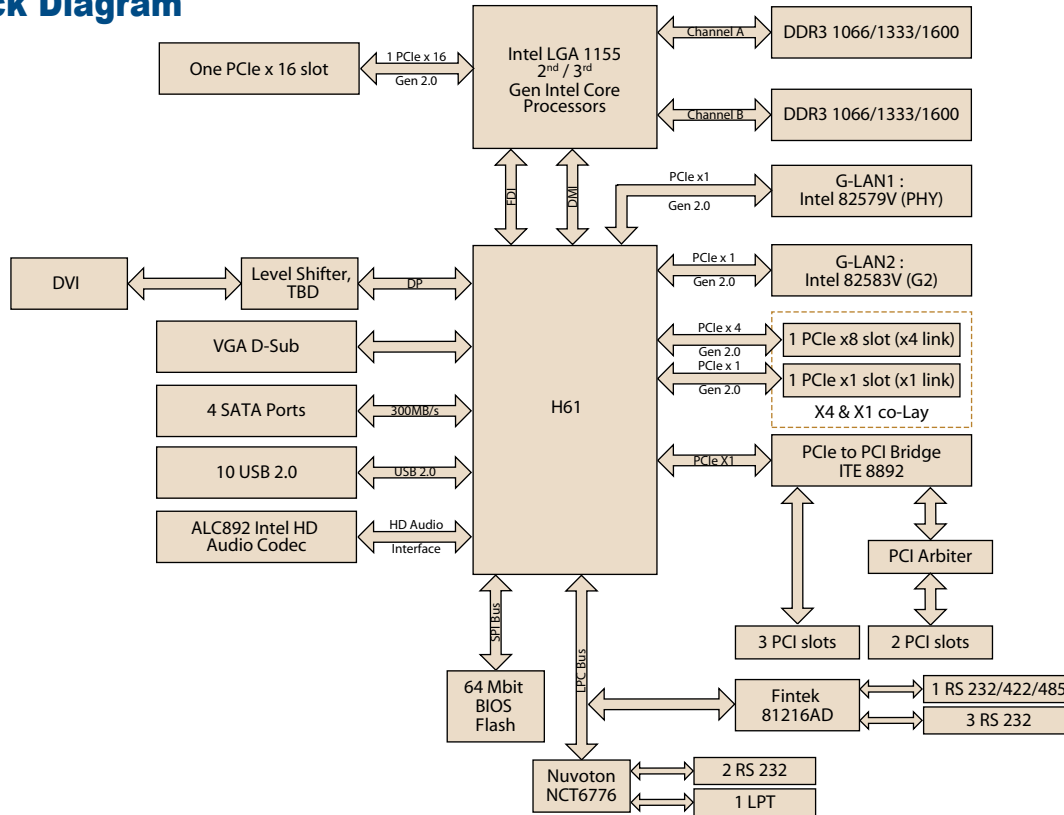 ck Diagram
One PCIe x 16 slot
1 PCIe x 16
Gen 2.0
Intel LGA 1155
2nd / 3rd
Gen Intel Core
Processors
Channel A
DDR3 1066/1333/1600
Channel B
DDR3 1066/1333/1600
FDI
DMI
PCIe x1
Gen 2.0
G-LAN1 :
Intel 82579V (PHY)
DVI
Level Shifter,
TBD
DP
PCIe x 1
Gen 2.0
G-LAN2 :
Intel 82583V (G2)
VGA D-Sub
PCIe x 4
Gen 2.0
1 PCIe x8 slot (x4 link)
PCIe x 1
Gen 2.0
1 PCIe x1 slot (x1 link)
X4 & X1 co-Lay
4 SATA Ports
300MB/s
H61
10 USB 2.0
USB 2.0
PCIe X1
PCIe to PCI Bridge
ITE 8892
ALC892 Intel HD
Audio Codec
HD Audio
Interface
PCI Arbiter
SPI Bus
LPC Bus
3 PCI slots
2 PCI slots
64 Mbit
BIOS
Flash
Fintek
81216AD
1 RS 232/422/485
3 RS 232
Nuvoton
NCT6776
2 RS 232
1 LPT